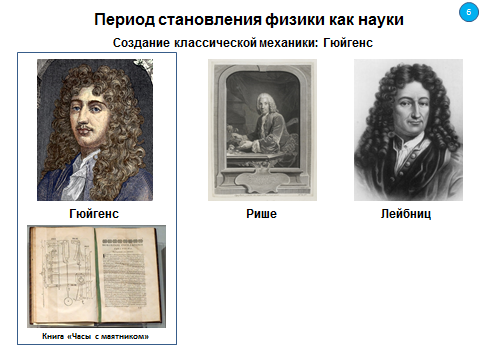 Период становления физики как науки
6
Создание классической механики: Гюйгенс
Гюйгенс
Рише
Лейбниц
Книга «Часы с маятником»